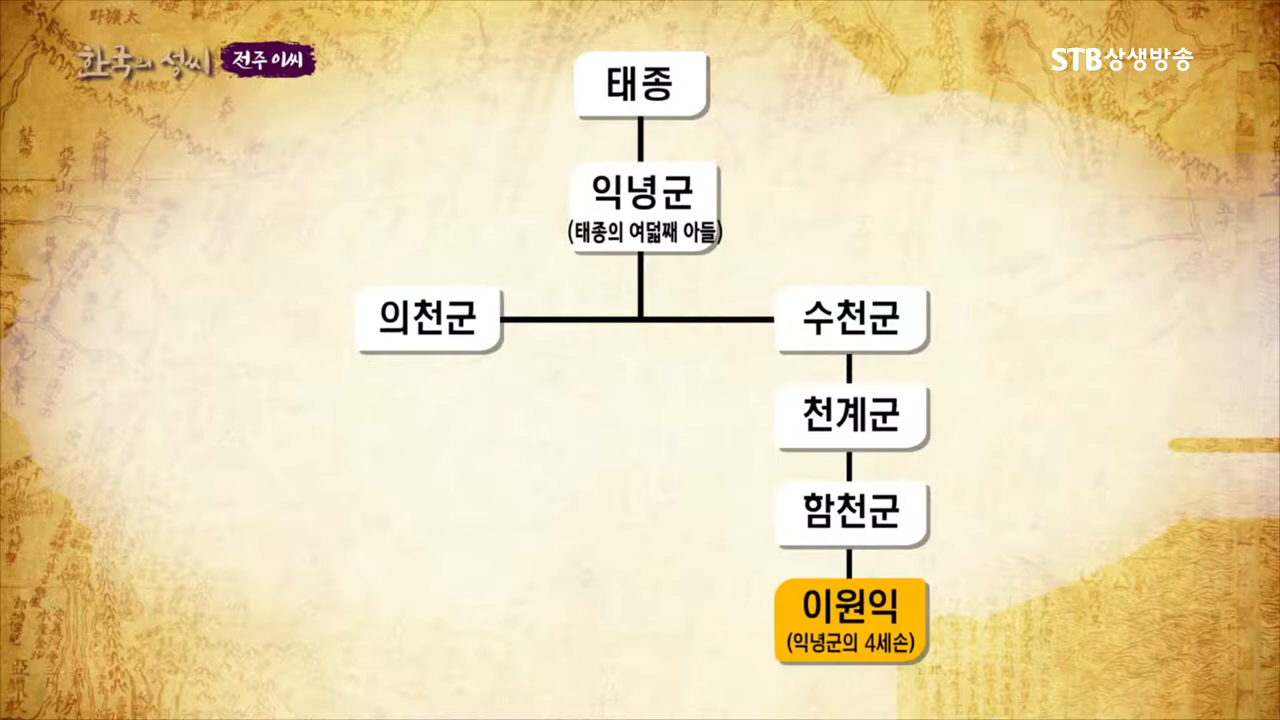 한국의 성씨 전주 이씨
STB상생방송
태종
익녕군
(태종의 여덟째 아들)
의천군
수천군
천계군
함천군
이원익
(익녕군의 4세손)